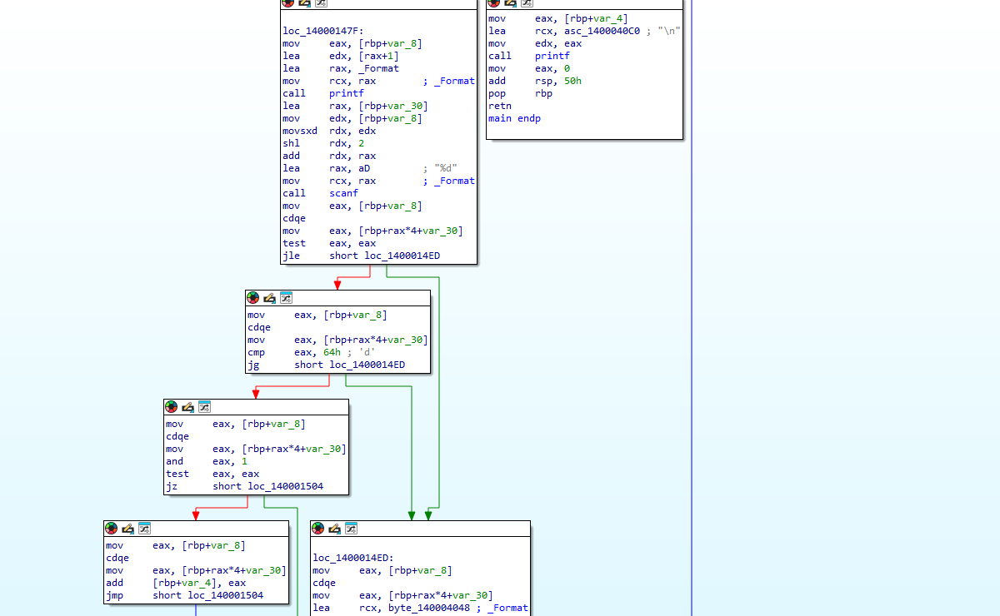 loc_14000147F:
mov     eax, [rbp+var_8]
lea     edx, [rax+1]
lea     rax, _Format
mov     rcx, rax        ; _Format
call    printf
lea     rax, [rbp+var_30]
mov     edx, [rbp+var_8]
movsxd  rdx, edx
shl     rdx, 2
add     rdx, rax
lea     rax, aD         ; "%d"
mov     rcx, rax        ; _Format
call    scanf
mov     eax, [rbp+var_8]
cdqe
mov     eax, [rbp+rax*4+var_30]
test    eax, eax
jle     short loc_1400014ED
mov     eax, [rbp+var_4]
lea     rcx, asc_1400040C0 ; "\n"
mov     edx, eax
call    printf
mov     eax, 0
add     rsp, 50h
pop     rbp
retn
main endp
mov     eax, [rbp+var_8]
cdqe
mov     eax, [rbp+rax*4+var_30]
cmp     eax, 64h ; 'd'
jg      short loc_1400014ED
mov     eax, [rbp+var_8]
cdqe
mov     eax, [rbp+rax*4+var_30]
and     eax, 1
test    eax, eax
jz      short loc_140001504
mov     eax, [rbp+var_8]
cdqe
mov     eax, [rbp+rax*4+var_30]
add     [rbp+var_4], eax
jmp     short loc_140001504
loc_1400014ED:
mov     eax, [rbp+var_8]
cdqe
mov     eax, [rbp+rax*4+var_30]
lea     rcx, byte_140004048 ; _Format